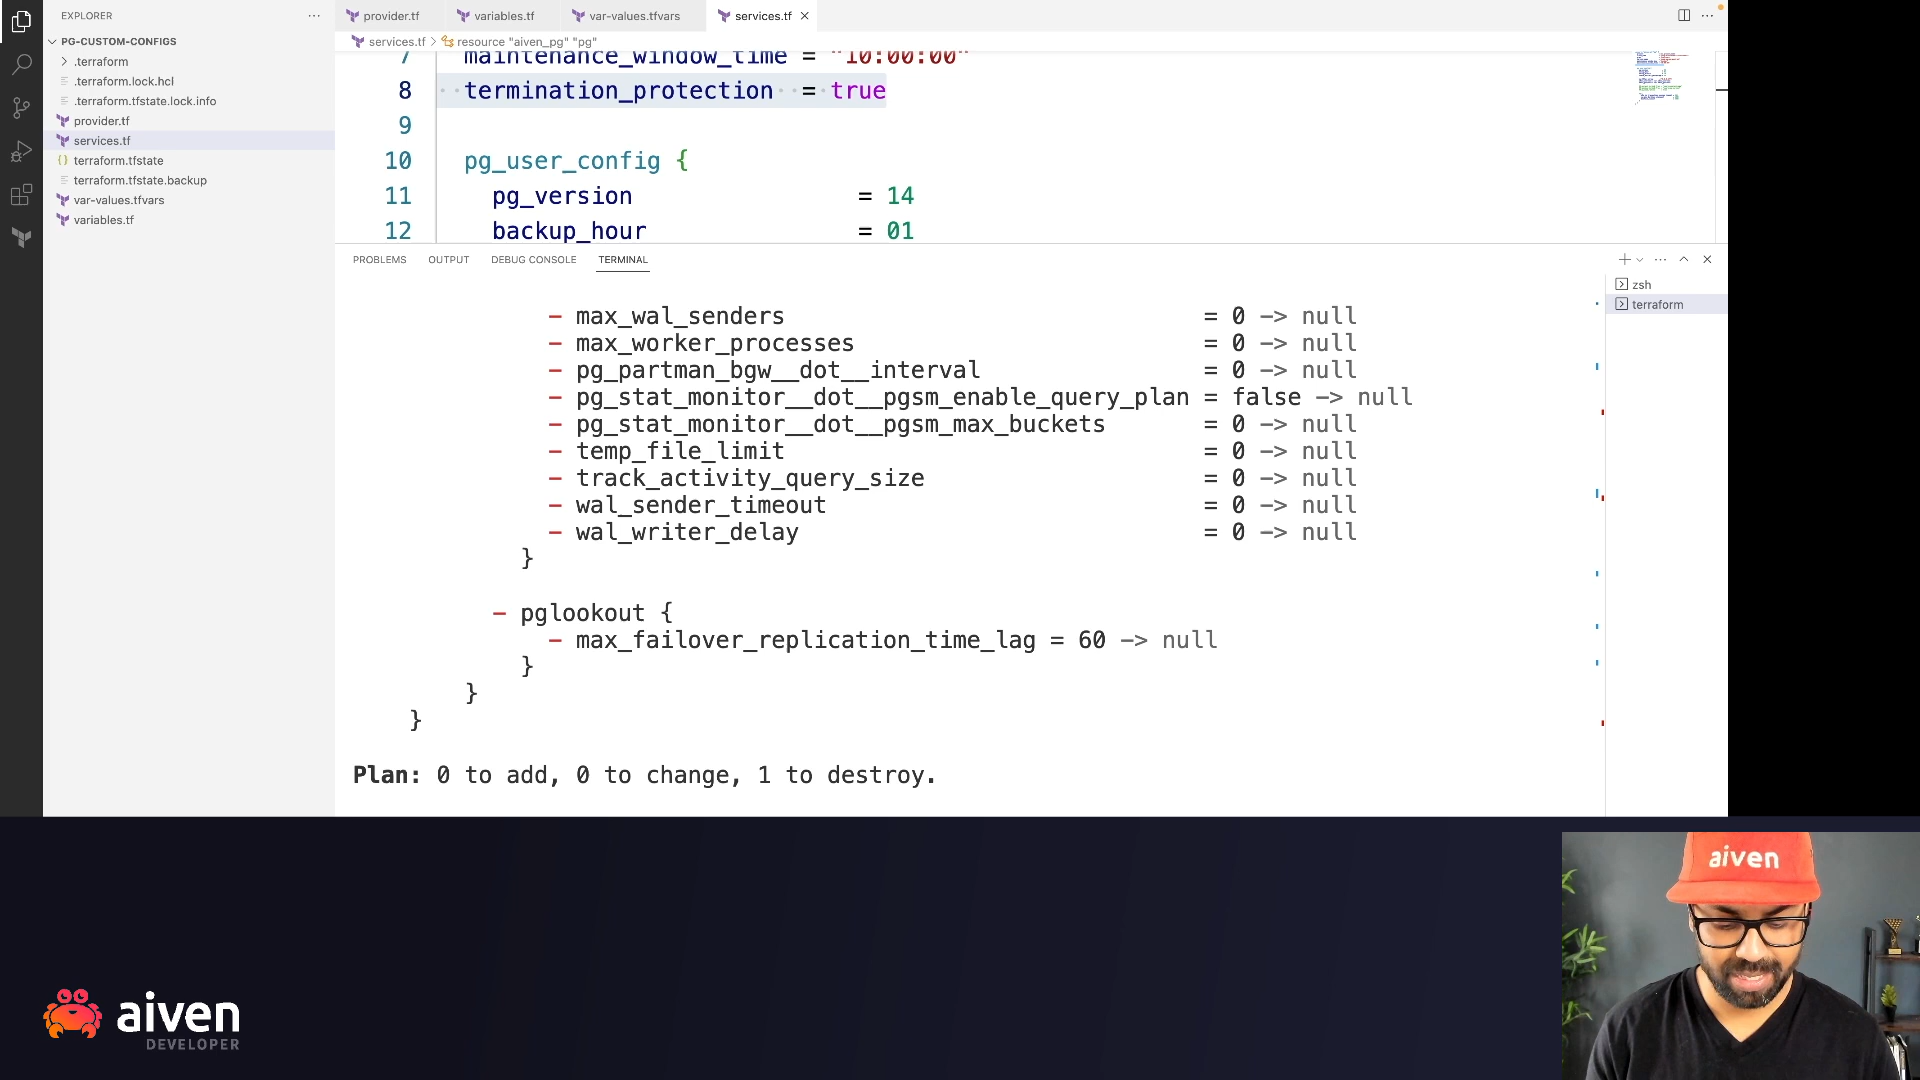 EXPLORER
PG-CUSTOM-CONFIGS
.terraform
.terraform.lock.hcl
.terraform.tfstate.lock.info
provider.tf
services.tf
terraform.tfstate
terraform.tfstate.backup
var-values.tfvars
variables.tf
provider.tf variables.tf var-values.tfvars services.tf
services.tf > resource "aiven_pg" "pg"
7 maintenance_window_time = "10:00:00"
8 termination_protection = true
9
10 pg_user_config {
11 pg_version = 14
12 backup_hour = 01
PROBLEMS OUTPUT DEBUG CONSOLE TERMINAL
zsh
terraform
- max_wal_senders = 0 -> null
- max_worker_processes = 0 -> null
- pg_partman_bgw__dot__interval = 0 -> null
- pg_stat_monitor__dot__pgsm_enable_query_plan = false -> null
- pg_stat_monitor__dot__pgsm_max_buckets = 0 -> null
- temp_file_limit = 0 -> null
- track_activity_query_size = 0 -> null
- wal_sender_timeout = 0 -> null
- wal_writer_delay = 0 -> null
}
- pglookout {
- max_failover_replication_time_lag = 60 -> null
}
}
}
Plan: 0 to add, 0 to change, 1 to destroy.
aiven
DEVELOPER
aiven